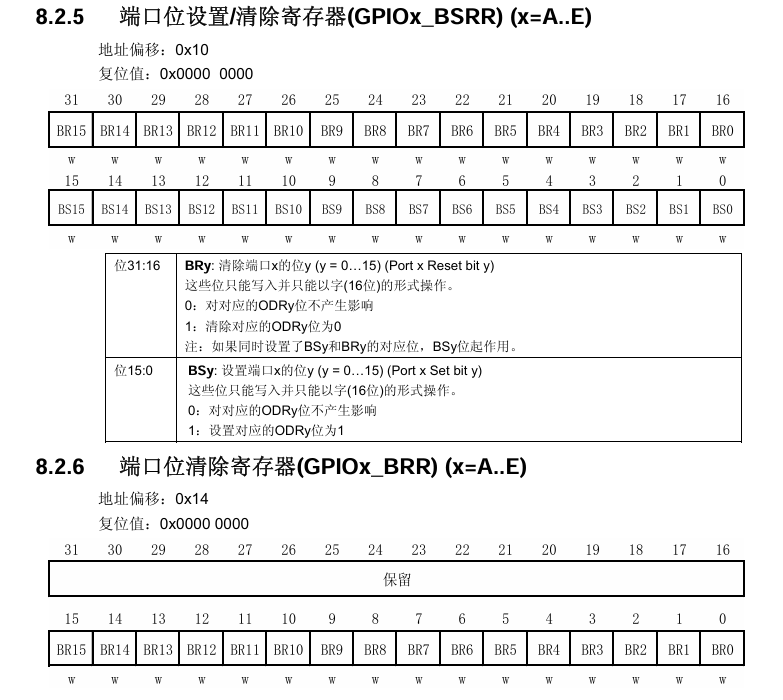 8.2.5 端口位设置/清除寄存器(GPIOx_BSRR) (x=A..E)
地址偏移：0x10
复位值：0x0000 0000
31 30 29 28 27 26 25 24 23 22 21 20 19 18 17 16
BR15 BR14 BR13 BR12 BR11 BR10 BR9 BR8 BR7 BR6 BR5 BR4 BR3 BR2 BR1 BR0
w w w w w w w w w w w w w w w w
15 14 13 12 11 10 9 8 7 6 5 4 3 2 1 0
BS15 BS14 BS13 BS12 BS11 BS10 BS9 BS8 BS7 BS6 BS5 BS4 BS3 BS2 BS1 BS0
w w w w w w w w w w w w w w w w
位31:16 BRy: 清除端口x的位y (y = 0…15) (Port x Reset bit y)
这些位只能写入并只能以字(16位)的形式操作。
0：对对应的ODRy位不产生影响
1：清除对应的ODRy位为0
注：如果同时设置了BSy和BRy的对应位，BSy位起作用。
位15:0 BSy: 设置端口x的位y (y = 0…15) (Port x Set bit y)
这些位只能写入并只能以字(16位)的形式操作。
0：对对应的ODRy位不产生影响
1：设置对应的ODRy位为1
8.2.6 端口位清除寄存器(GPIOx_BRR) (x=A..E)
地址偏移：0x14
复位值：0x0000 0000
31 30 29 28 27 26 25 24 23 22 21 20 19 18 17 16
保留
15 14 13 12 11 10 9 8 7 6 5 4 3 2 1 0
BR15 BR14 BR13 BR12 BR11 BR10 BR9 BR8 BR7 BR6 BR5 BR4 BR3 BR2 BR1 BR0
w w w w w w w w w w w w w w w w